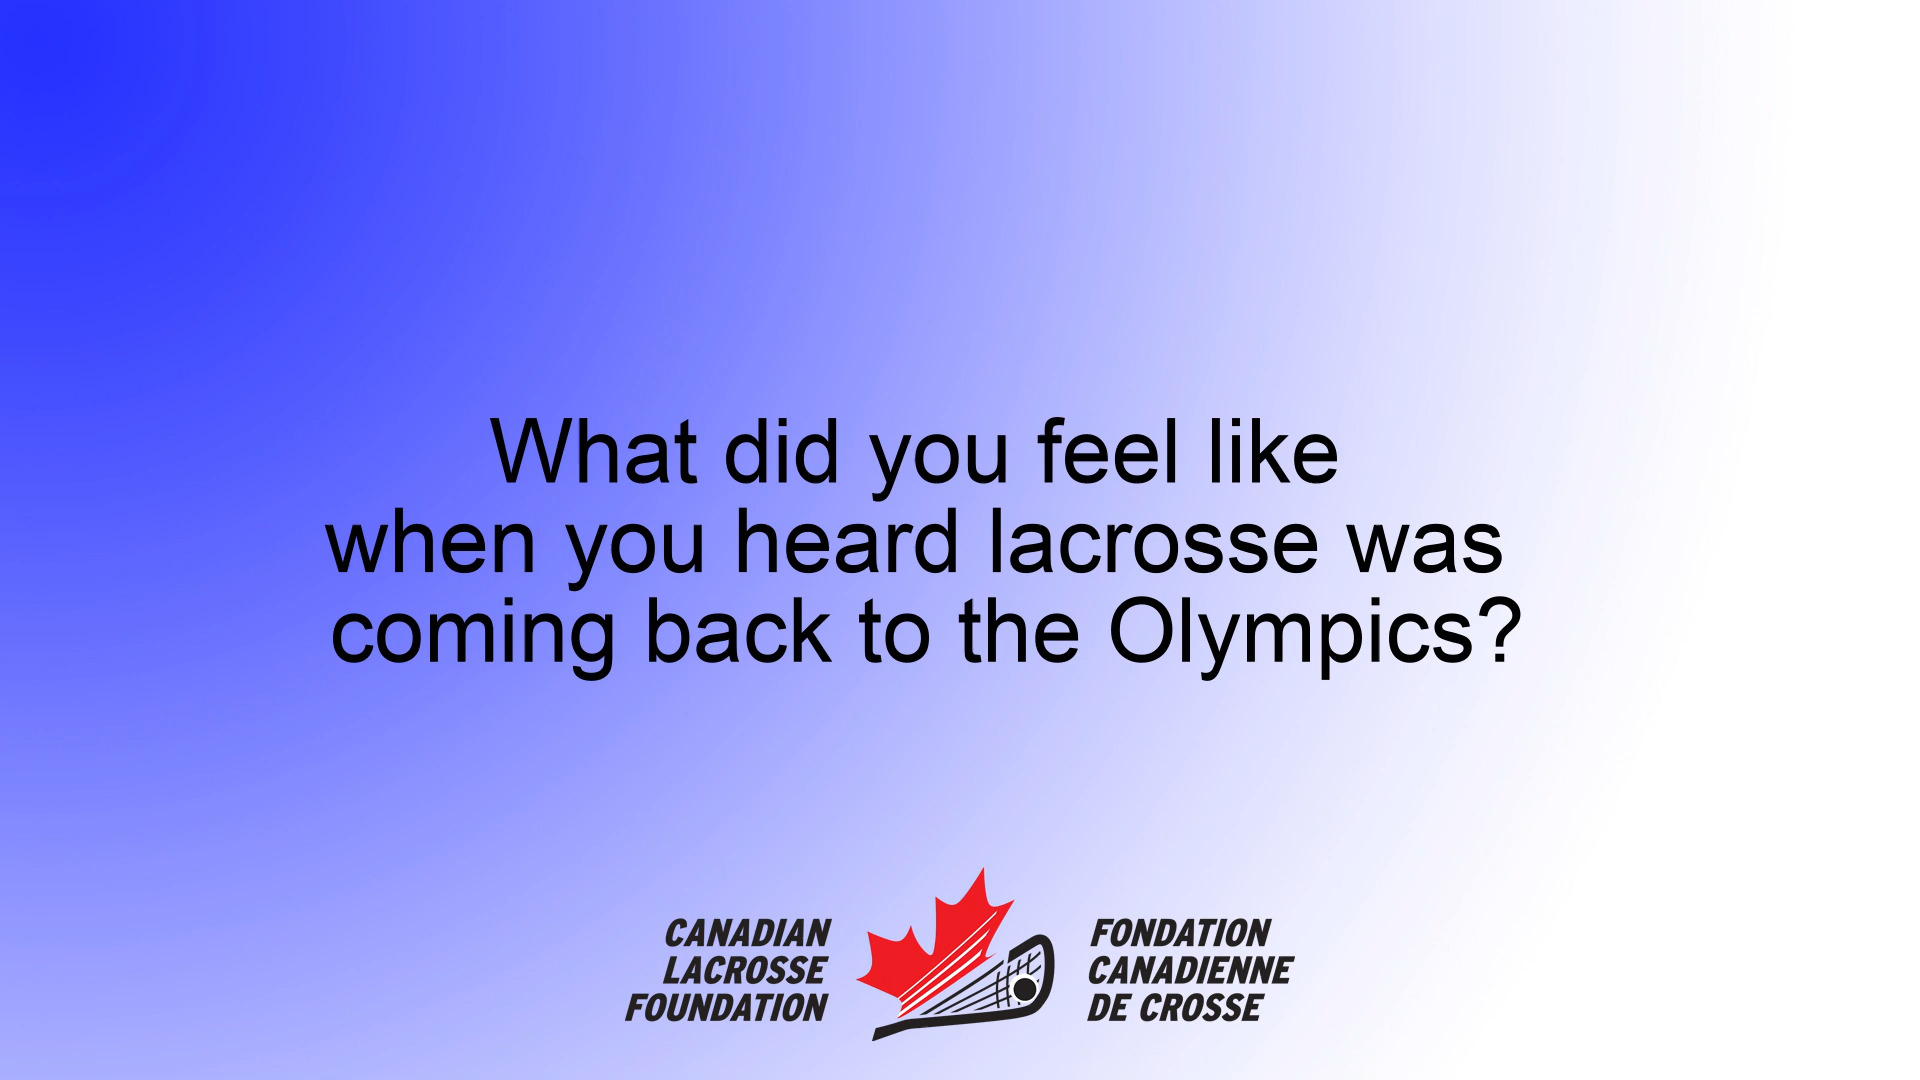 What did you feel like
when you heard lacrosse was
coming back to the Olympics?
CANADIAN
LACROSSE
FOUNDATION
FONDATION
CANADIENNE
DE CROSSE